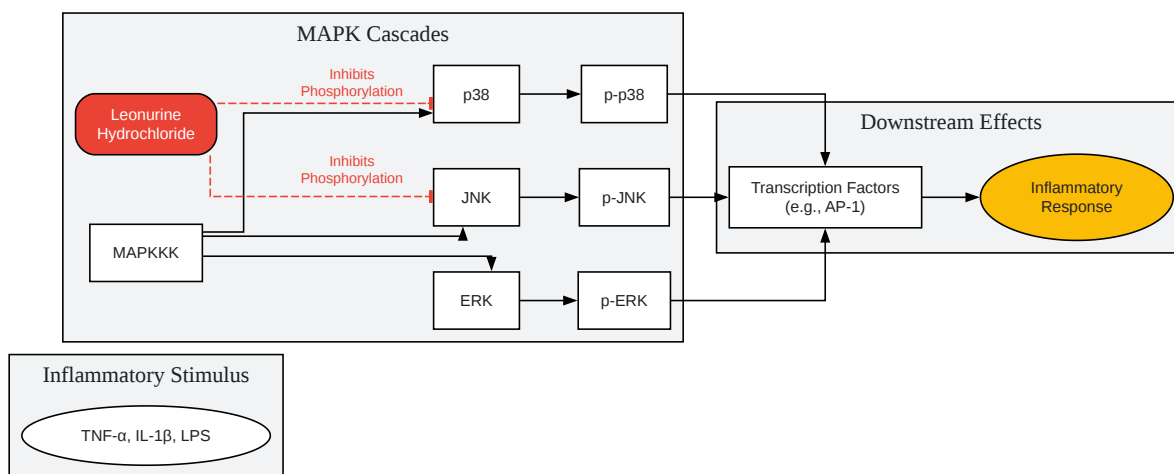 MAPK Cascades
Inhibits
Phosphorylation
p38
p-p38
Leonurine
Hydrochloride
Downstream Effects
Inhibits
Phosphorylation
JNK
p-JNK
Transcription Factors
(e.g., AP-1)
Inflammatory
Response
MAPKKK
ERK
p-ERK
Inflammatory Stimulus
TNF-α, IL-1β, LPS